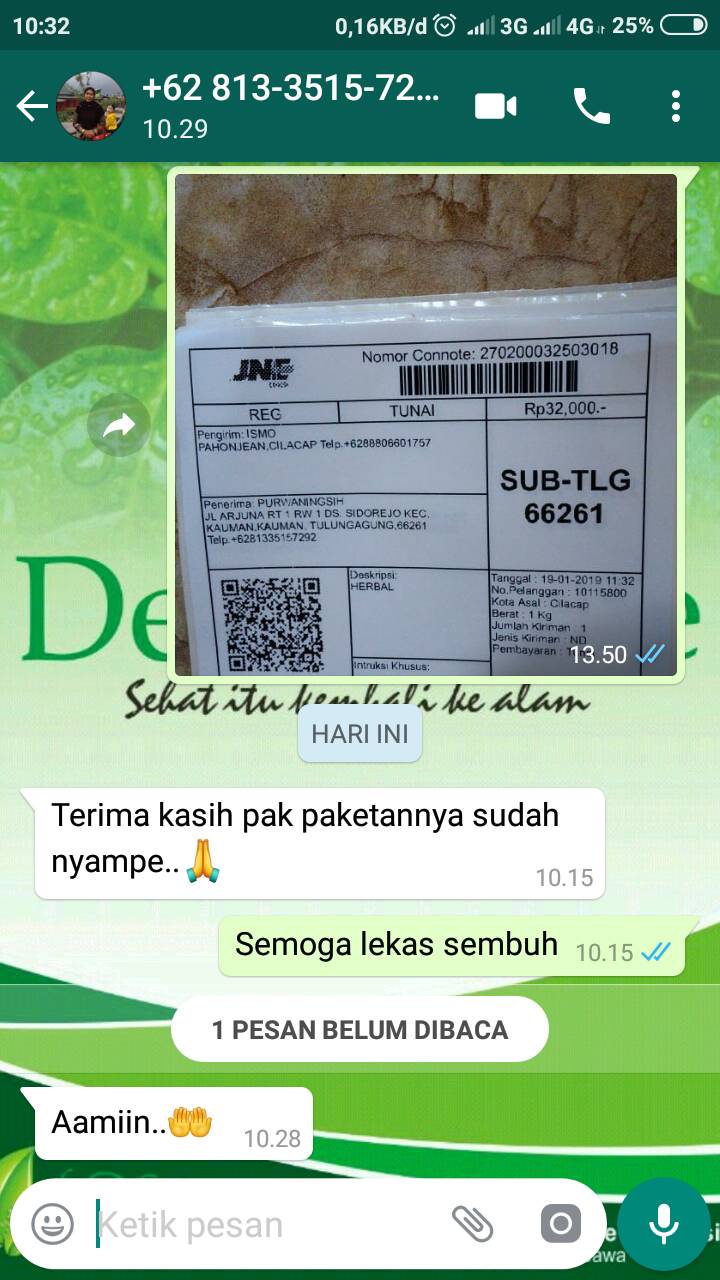 10:32
0,16KB/d
3G
4G
25%
+62 813-3515-72...
10.29
JNE
Nomor Connote: 270200032503018
REG
TUNAI
Rp32,000.-
Pengirim: ISMO
PAHONJEAN,CILACAP Telp.+6288806601757
SUB-TLG
66261
Penerima: PURWANINGSIH
JL ARJUNA RT 1 RW 1 DS. SIDOREJO KEC.
KAUMAN,KAUMAN, TULUNGAGUNG,66261
Telp.+6281335157292
Deskripsi:
HERBAL
Intruksi Khusus:
Tanggal : 19-01-2019 11:32
No.Pelanggan : 10115800
Kota Asal : Cilacap
Berat : 1 Kg
Jumlah Kiriman : 1
Jenis Kiriman : ND
Pembayaran :
13.50
De
e
Sehat itu kembali ke alam
HARI INI
Terima kasih pak paketannya sudah
nyampe..🙏
10.15
Semoga lekas sembuh
10.15
1 PESAN BELUM DIBACA
Aamiin..🤲
10.28
Ketik pesan